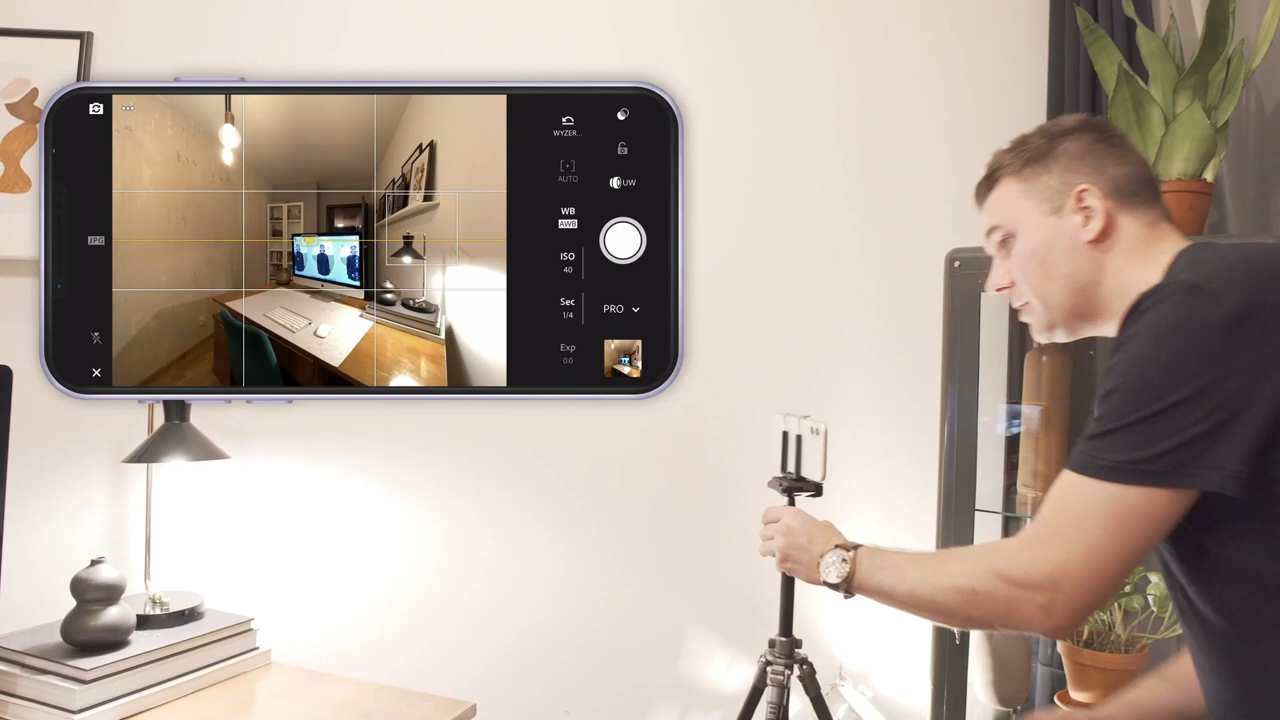 WYZER...
AUTO
UW
WB
AWB
JPG
ISO
40
Sec
1/4
PRO
Exp
0.0